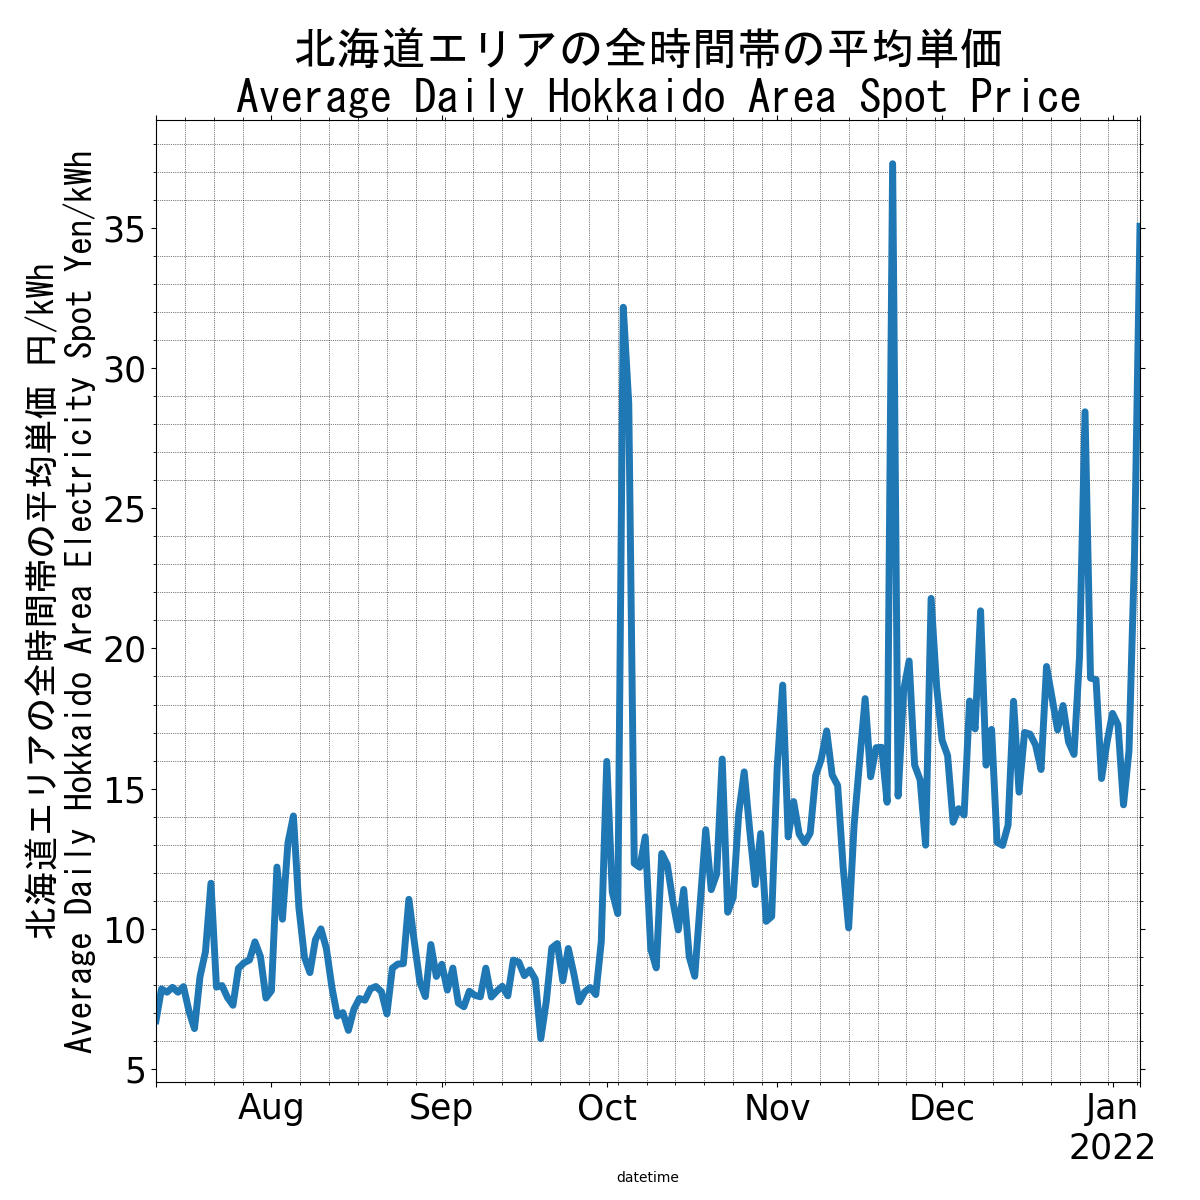 北海道エリアの全時間帯の平均単価
Average Daily Hokkaido Area Spot Price
北海道エリアの全時間帯の平均単価 円/kWh
Average Daily Hokkaido Area Electricity Spot Yen/kWh
35
30
25
20
15
10
5
Aug
Sep
Oct
Nov
Dec
Jan
2022
datetime